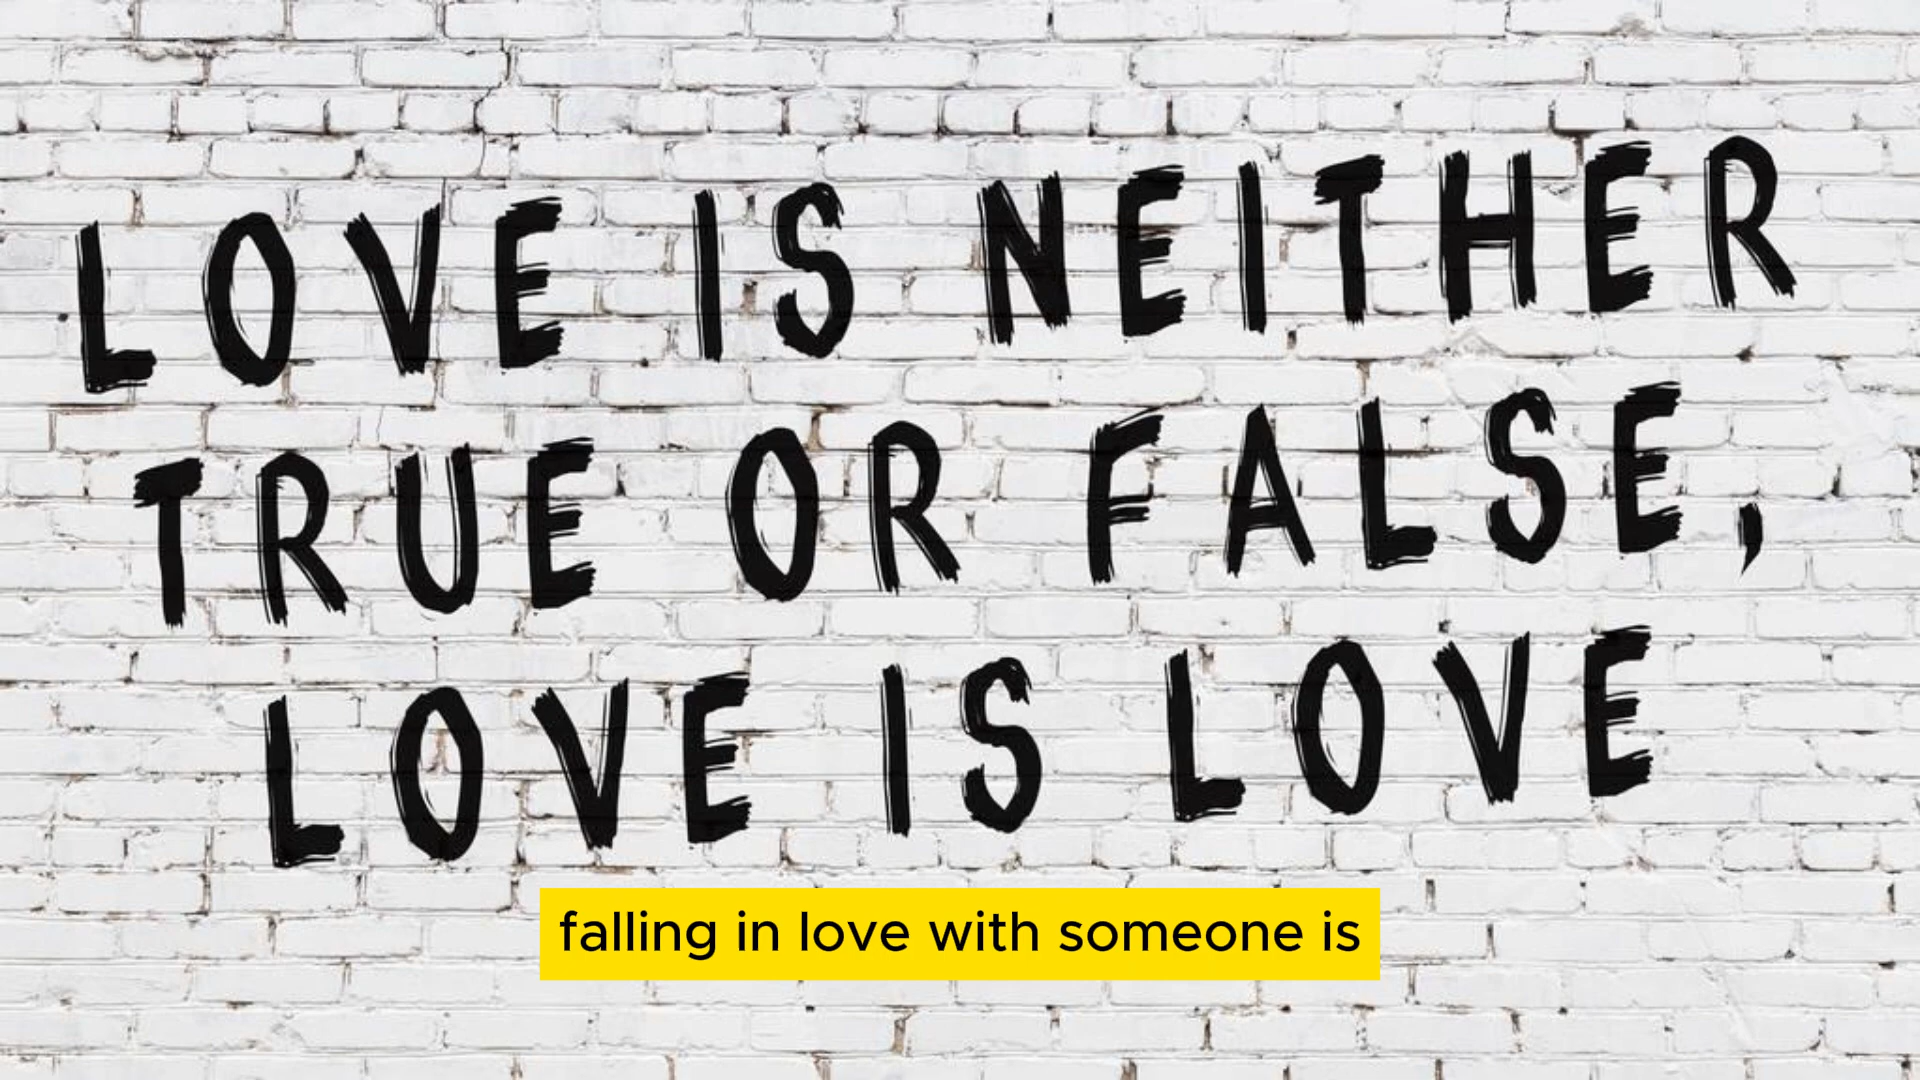 LOVE IS NEITHER
TRUE OR FALSE,
LOVE IS LOVE
falling in love with someone is